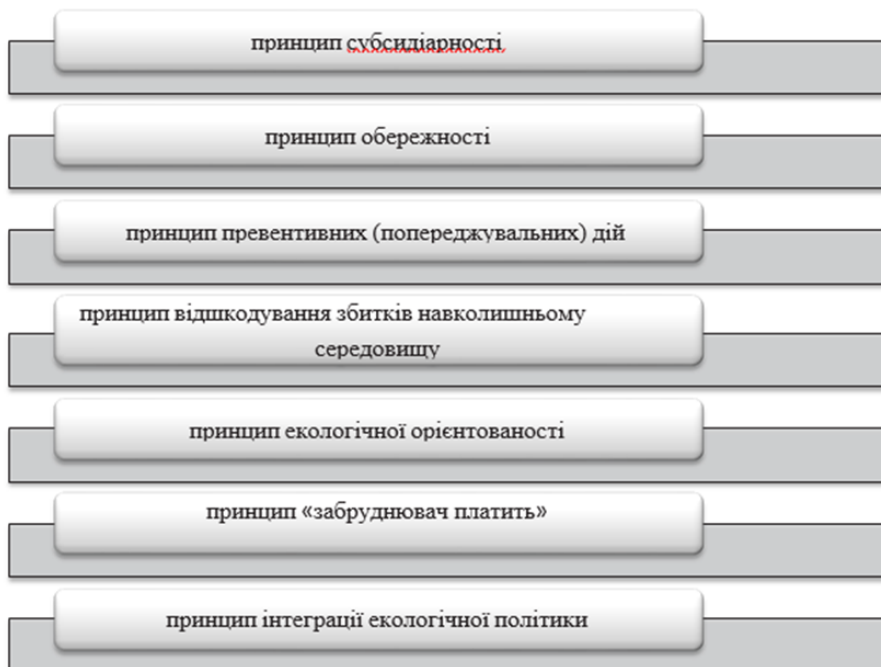 принцип субсидіарності
принцип обережності
принцип превентивних (попереджувальних) дій
принцип відшкодування збитків навколишньому
середовищу
принцип екологічної орієнтованості
принцип «забруднювач платить»
принцип інтеграції екологічної політики